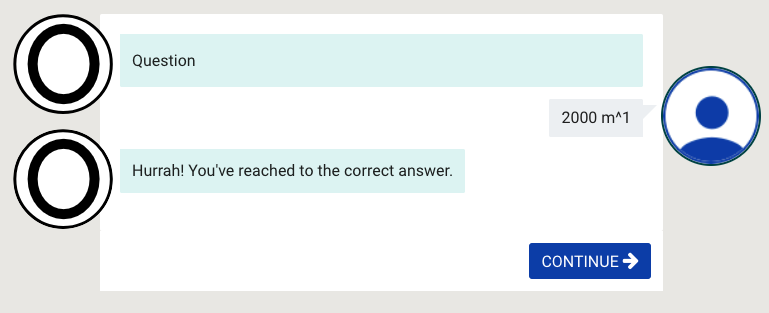 Question
2000 m^1
Hurrah! You've reached to the correct answer.
CONTINUE